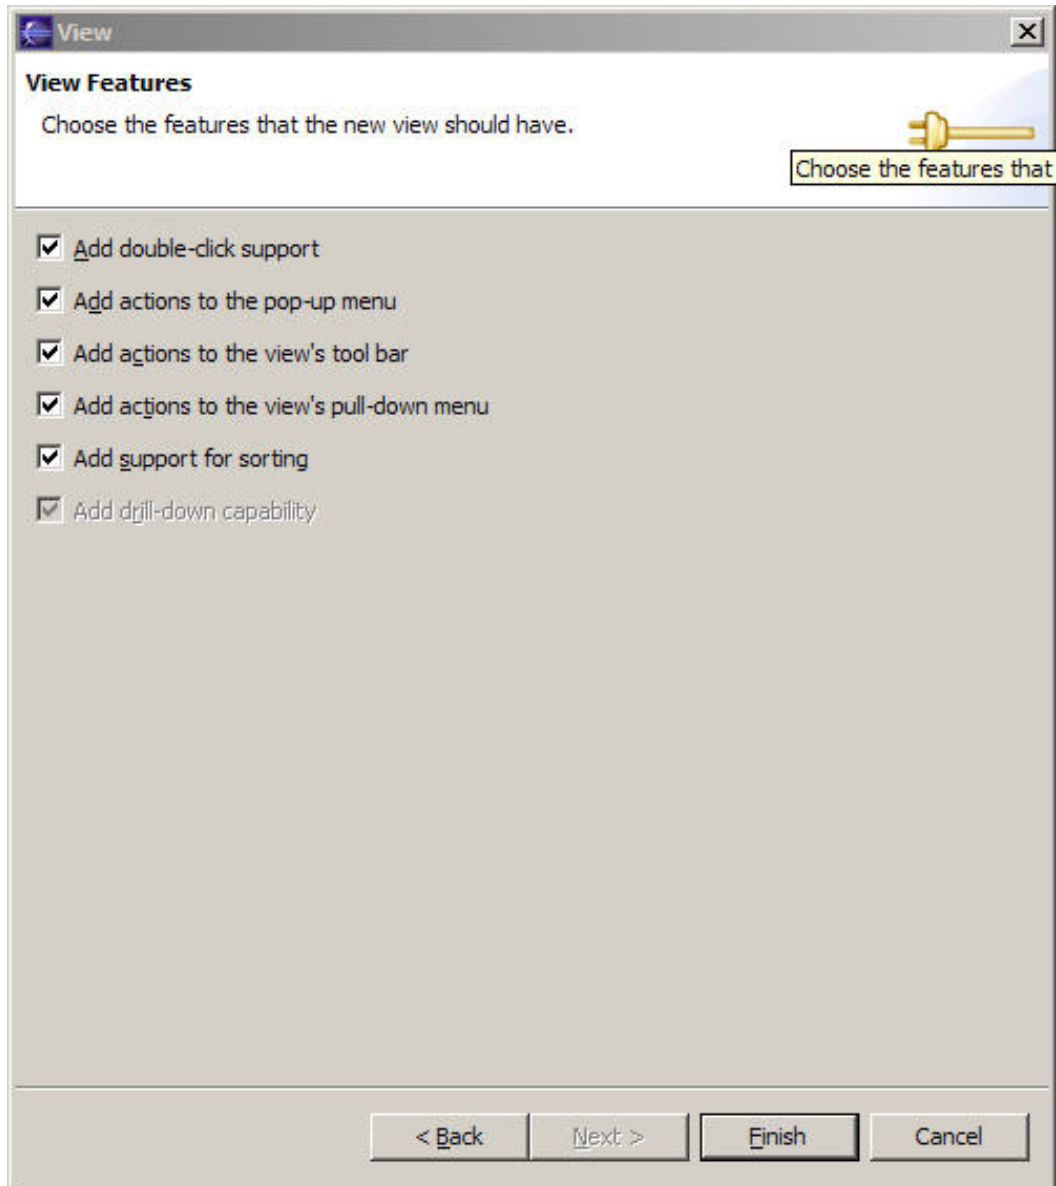 View
View Features
Choose the features that the new view should have.
Choose the features that
Add double-click support
Add actions to the pop-up menu
Add actions to the view's tool bar
Add actions to the view's pull-down menu
Add support for sorting
Add drill-down capability
< Back
Next >
Finish
Cancel